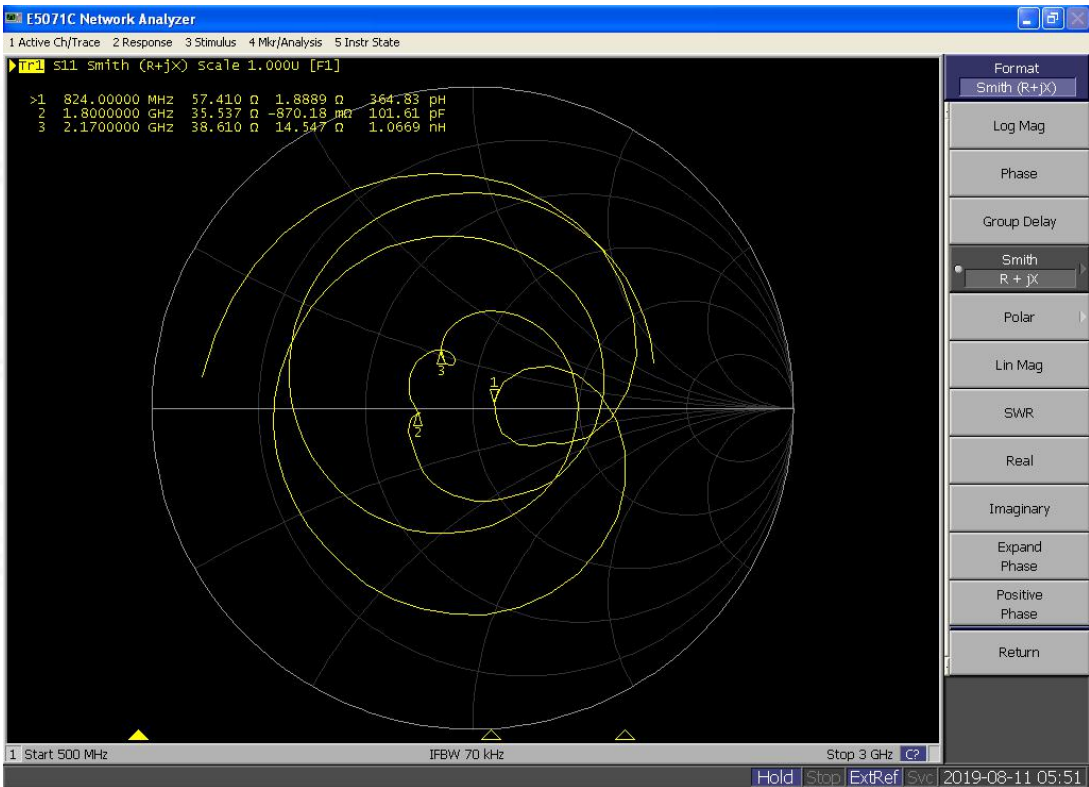 E5071C Network Analyzer
1 Active Ch/Trace 2 Response 3 Stimulus 4 Mkr/Analysis 5 Instr State
Tr1 S11 Smith (R+jX) Scale 1.000U [F1]
>1 824.00000 MHz 57.410 Ω 1.8889 Ω 364.83 pH
2 1.8000000 GHz 35.537 Ω -870.18 mΩ 101.61 pF
3 2.1700000 GHz 38.610 Ω 14.547 Ω 1.0669 nH
3
1
2
Format
Smith (R+jX)
Log Mag
Phase
Group Delay
Smith
R + jX
Polar
Lin Mag
SWR
Real
Imaginary
Expand
Phase
Positive
Phase
Return
1 Start 500 MHz IFBW 70 kHz Stop 3 GHz C?
Hold Stop ExtRef Svc 2019-08-11 05:51